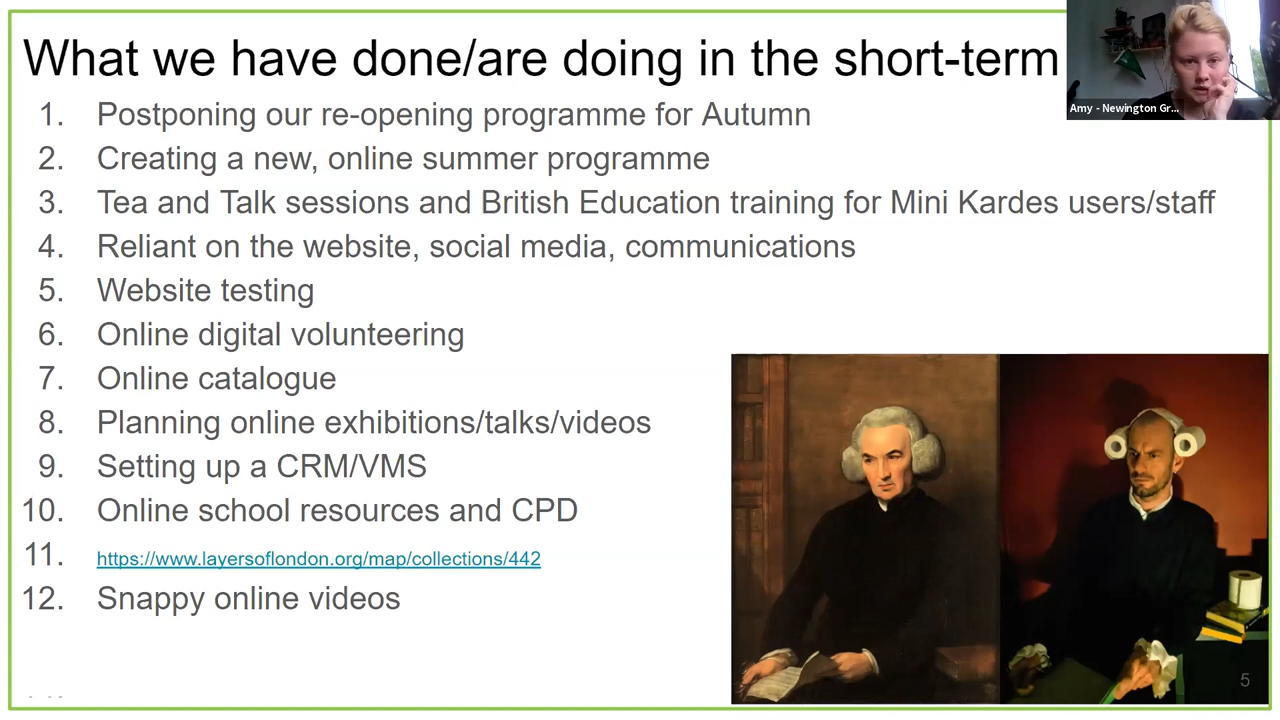 What we have done/are doing in the short-term
Amy - Newington Gr...
1. Postponing our re-opening programme for Autumn
2. Creating a new, online summer programme
3. Tea and Talk sessions and British Education training for Mini Kardes users/staff
4. Reliant on the website, social media, communications
5. Website testing
6. Online digital volunteering
7. Online catalogue
8. Planning online exhibitions/talks/videos
9. Setting up a CRM/VMS
10. Online school resources and CPD
11. https://www.layersoflondon.org/map/collections/442
12. Snappy online videos
5